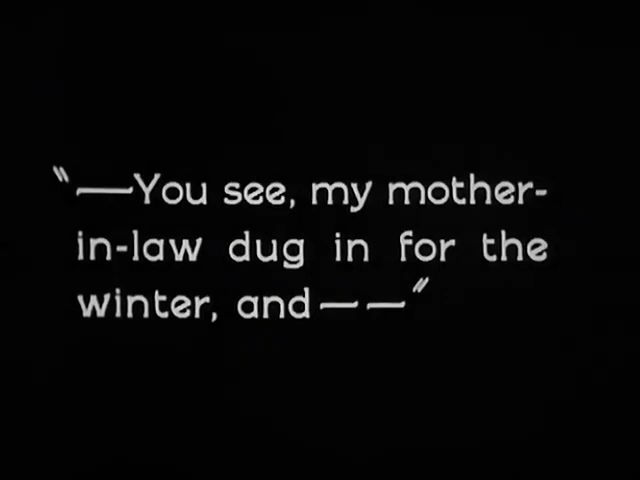 "—You see, my mother-
in-law dug in for the
winter, and — —"